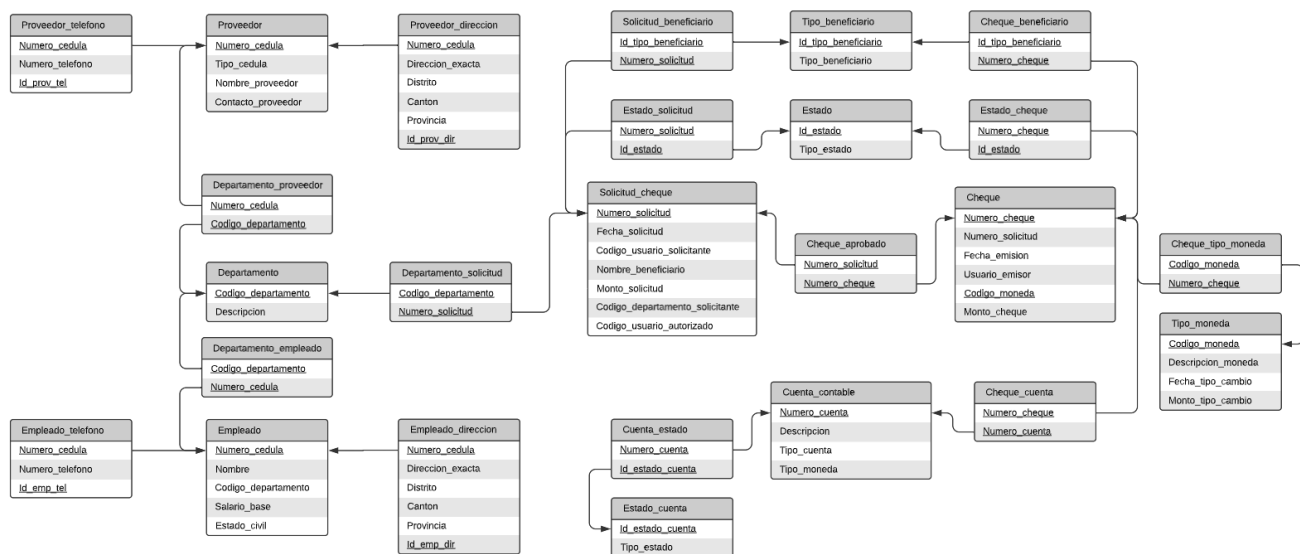 Proveedor_telefono
Numero_cedula
Numero_telefono
Id_prov_tel
Proveedor
Numero_cedula
Tipo_cedula
Nombre_proveedor
Contacto_proveedor
Proveedor_direccion
Numero_cedula
Direccion_exacta
Distrito
Canton
Provincia
Id_prov_dir
Solicitud_beneficiario
Id_tipo_beneficiario
Numero_solicitud
Tipo_beneficiario
Id_tipo_beneficiario
Tipo_beneficiario
Cheque_beneficiario
Id_tipo_beneficiario
Numero_cheque
Estado_solicitud
Numero_solicitud
Id_estado
Estado
Id_estado
Tipo_estado
Estado_cheque
Numero_cheque
Id_estado
Departamento_proveedor
Numero_cedula
Codigo_departamento
Departamento
Codigo_departamento
Descripcion
Departamento_solicitud
Codigo_departamento
Numero_solicitud
Solicitud_cheque
Numero_solicitud
Fecha_solicitud
Codigo_usuario_solicitante
Nombre_beneficiario
Monto_solicitud
Codigo_departamento_solicitante
Codigo_usuario_autorizado
Cheque_aprobado
Numero_solicitud
Numero_cheque
Cheque
Numero_cheque
Numero_solicitud
Fecha_emision
Usuario_emisor
Codigo_moneda
Monto_cheque
Cheque_tipo_moneda
Codigo_moneda
Numero_cheque
Tipo_moneda
Codigo_moneda
Descripcion_moneda
Fecha_tipo_cambio
Monto_tipo_cambio
Departamento_empleado
Codigo_departamento
Numero_cedula
Empleado_telefono
Numero_cedula
Numero_telefono
Id_emp_tel
Empleado
Numero_cedula
Nombre
Codigo_departamento
Salario_base
Estado_civil
Empleado_direccion
Numero_cedula
Direccion_exacta
Distrito
Canton
Provincia
Id_emp_dir
Cuenta_estado
Numero_cuenta
Id_estado_cuenta
Estado_cuenta
Id_estado_cuenta
Tipo_estado
Cuenta_contable
Numero_cuenta
Descripcion
Tipo_cuenta
Tipo_moneda
Cheque_cuenta
Numero_cheque
Numero_cuenta